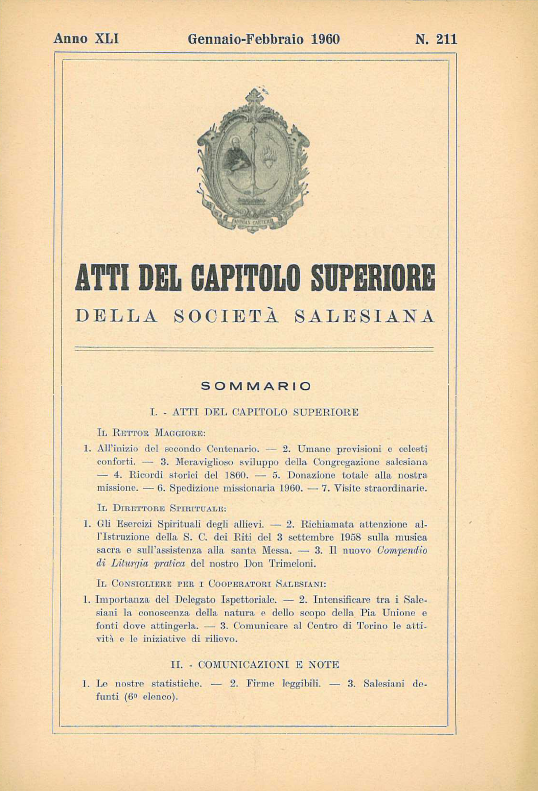 Anno XLI Gennaio-Febbraio 1960 N. 211
ATTI DEL CAPITOLO SUPERIORE
DELLA SOCIETÀ SALESIANA
SOMMARIO
I. - ATTI DEL CAPITOLO SUPERIORE
Il Rettor Maggiore:
1. All'inizio del secondo Centenario. — 2. Umane previsioni e celesti
conforti. — 3. Meraviglioso sviluppo della Congregazione salesiana
— 4. Ricordi storici del 1860. — 5. Donazione totale alla nostra
missione. — 6. Spedizione missionaria 1960. — 7. Visite straordinarie.
Il Direttore Spirituale:
1. Gli Esercizi Spirituali degli allievi. — 2. Richiamata attenzione al-
l'Istruzione della S. C. dei Riti del 3 settembre 1958 sulla musica
sacra e sull'assistenza alla santa Messa. — 3. Il nuovo Compendio
di Liturgia pratica del nostro Don Trimeloni.
Il Consigliere per i Cooperatori Salesiani:
1. Importanza del Delegato Ispettoriale. — 2. Intensificare tra i Sale-
siani la conoscenza della natura e dello scopo della Pia Unione e
fonti dove attingerla. — 3. Comunicare al Centro di Torino le atti-
vità e le iniziative di rilievo.
II. - COMUNICAZIONI E NOTE
1. Le nostre statistiche. — 2. Firme leggibili. — 3. Salesiani de-
funti (6º elenco).